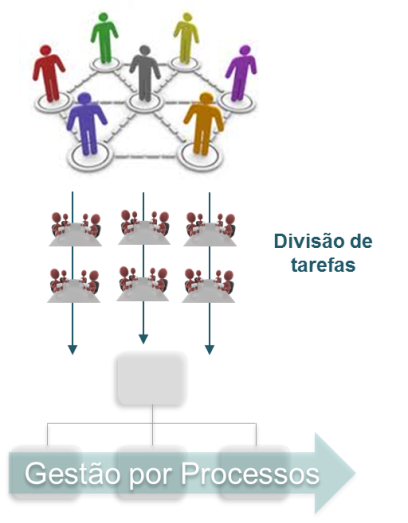 Divisão de
tarefas
Gestão por Processos